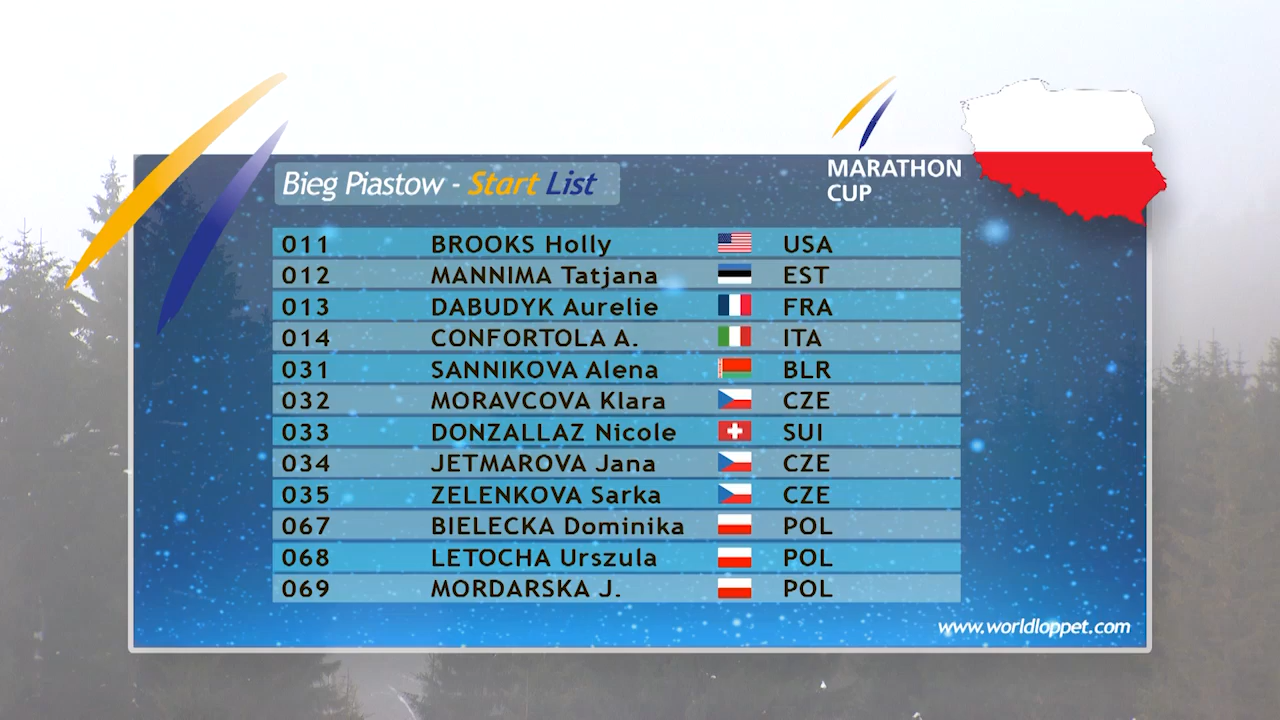 MARATHON
CUP
Bieg Piastow - Start List
011 BROOKS Holly USA
012 MANNIMA Tatjana EST
013 DABUDYK Aurelie FRA
014 CONFORTOLA A. ITA
031 SANNIKOVA Alena BLR
032 MORAVCOVA Klara CZE
033 DONZALLAZ Nicole SUI
034 JETMAROVA Jana CZE
035 ZELENKOVA Sarka CZE
067 BIELECKA Dominika POL
068 LETOCHA Urszula POL
069 MORDARSKA J. POL
www.worldloppet.com